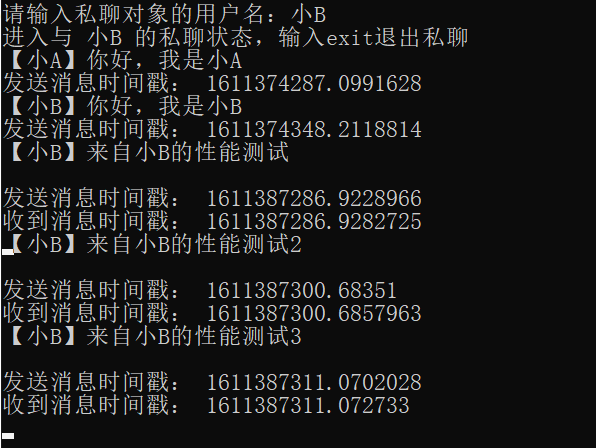 请输入私聊对象的用户名：小B
进入与 小B 的私聊状态，输入exit退出私聊
【小A】你好，我是小A
发送消息时间戳： 1611374287.0991628
【小B】你好，我是小B
发送消息时间戳： 1611374348.2118814
【小B】来自小B的性能测试
发送消息时间戳： 1611387286.9228966
收到消息时间戳： 1611387286.9282725
【小B】来自小B的性能测试2
发送消息时间戳： 1611387300.68351
收到消息时间戳： 1611387300.6857963
【小B】来自小B的性能测试3
发送消息时间戳： 1611387311.0702028
收到消息时间戳： 1611387311.072733